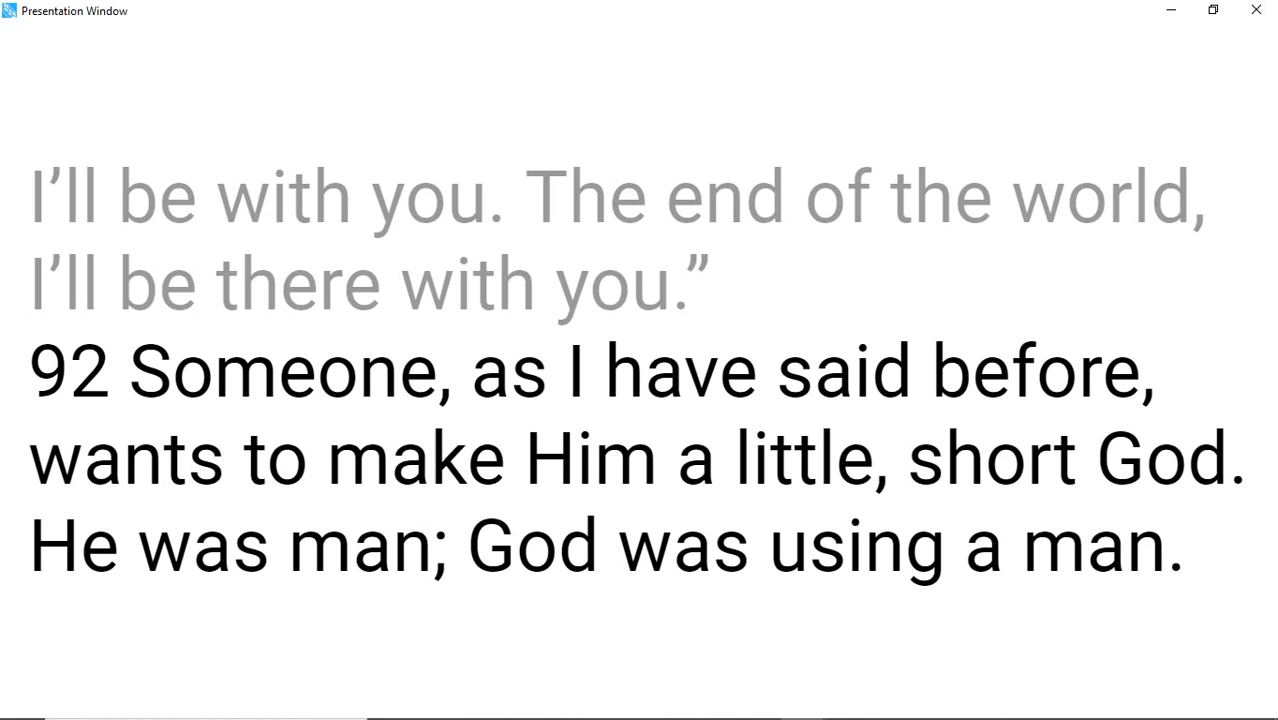 Presentation Window
I’ll be with you. The end of the world,
I’ll be there with you.”
92 Someone, as I have said before,
wants to make Him a little, short God.
He was man; God was using a man.